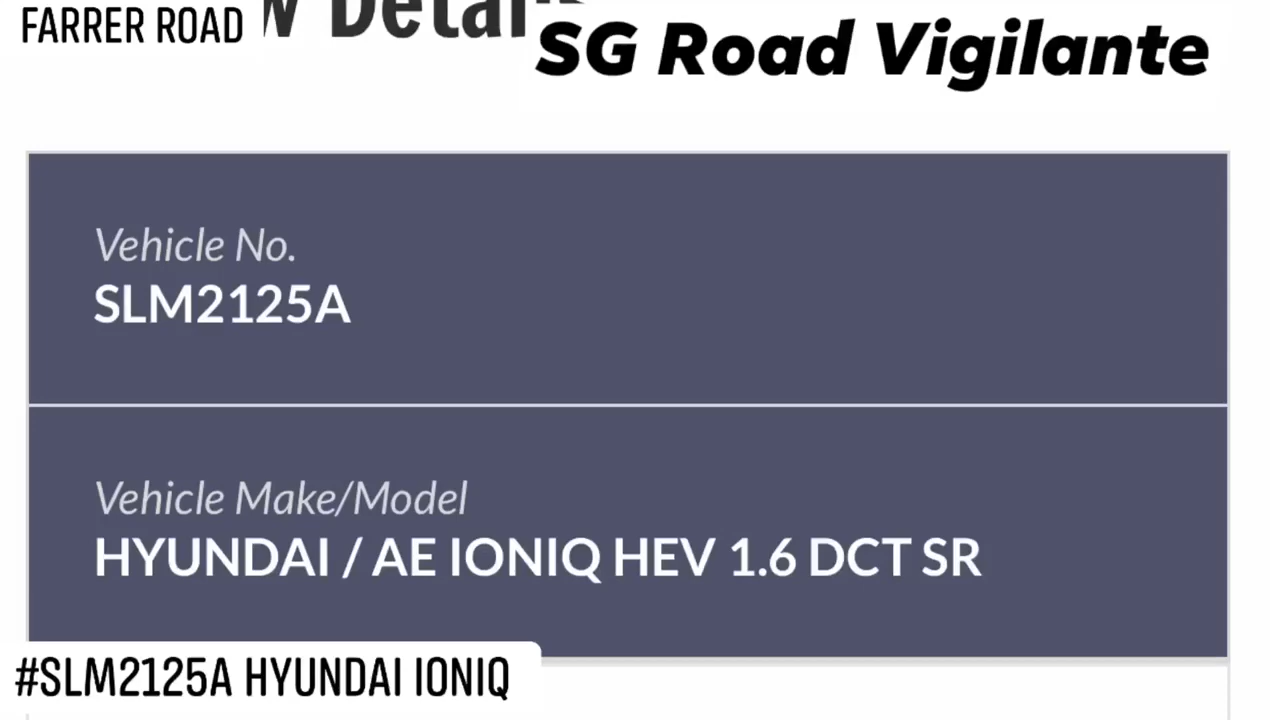 FARRER ROAD
SG Road Vigilante
Vehicle No.
SLM2125A
Vehicle Make/Model
HYUNDAI / AE IONIQ HEV 1.6 DCT SR
#SLM2125A HYUNDAI IONIQ